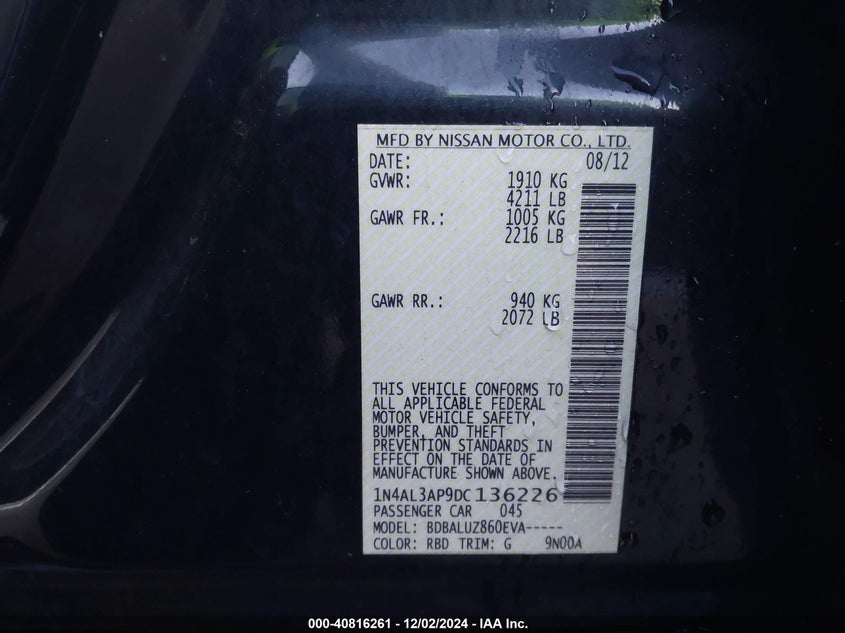 MFD BY NISSAN MOTOR CO., LTD.
DATE: 08/12
GVWR: 1910 KG
4211 LB
GAWR FR.: 1005 KG
2216 LB
GAWR RR.: 940 KG
2072 LB
THIS VEHICLE CONFORMS TO
ALL APPLICABLE FEDERAL
MOTOR VEHICLE SAFETY,
BUMPER, AND THEFT
PREVENTION STANDARDS IN
EFFECT ON THE DATE OF
MANUFACTURE SHOWN ABOVE.
1N4AL3AP9DC136226
PASSENGER CAR 045
MODEL: BDBALUZ860EVA-----
COLOR: RBD TRIM: G 9N00A
000-40816261 - 12/02/2024 - IAA Inc.